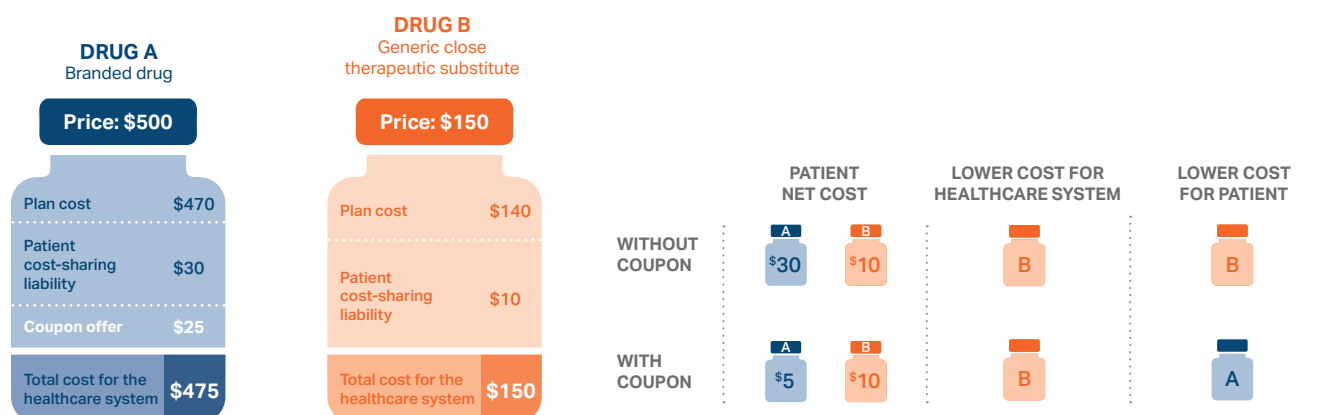 DRUG A
Branded drug
Price: $500
Plan cost $470
Patient
cost-sharing
liability
$30
Coupon offer $25
Total cost for the
healthcare system
$475
DRUG B
Generic close
therapeutic substitute
Price: $150
Plan cost $140
Patient
cost-sharing
liability
$10
Total cost for the
healthcare system
$150
PATIENT
NET COST
LOWER COST FOR
HEALTHCARE SYSTEM
LOWER COST
FOR PATIENT
WITHOUT
COUPON
A
$30
B
$10
B
B
WITH
COUPON
A
$5
B
$10
B
A